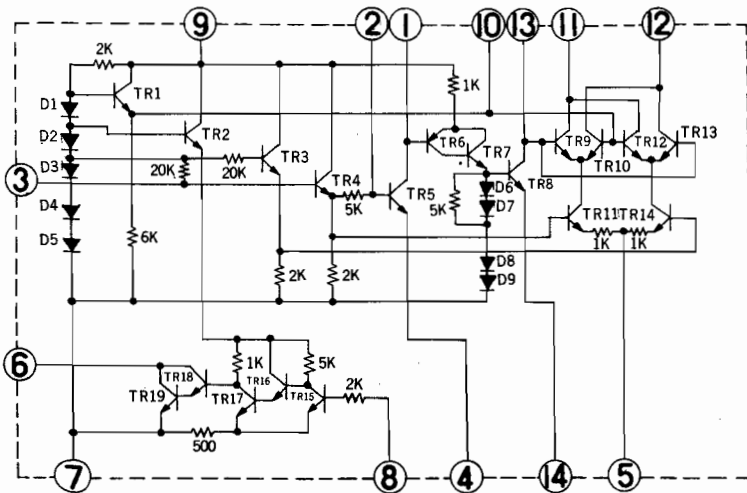 9 2 1 10 13 11 12
2K
1K
D1 TR1
D2 TR2 TR6 TR7 TR9 TR12 TR13
D3 TR3 TR10
3 20K 20K TR4 TR5 D6 TR8
D4 5K 5K D7
TR11 TR14
D5 6K 1K 1K
2K 2K D8
D9
6 TR18 1K TR16 5K
TR19 TR17 TR15 2K
500
7 8 4 14 5